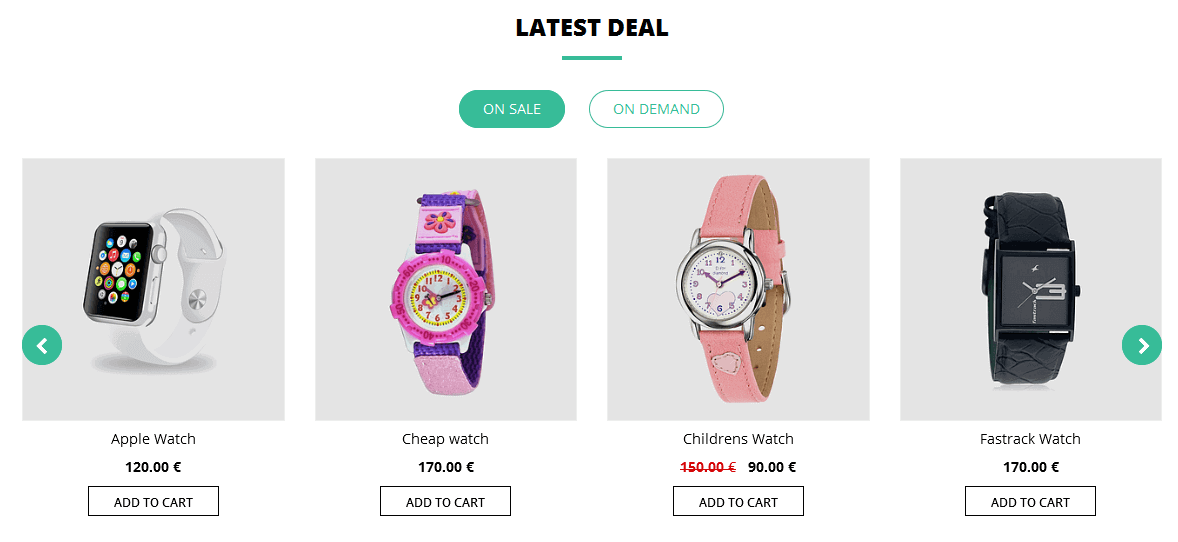 LATEST DEAL
ON SALE
ON DEMAND
Apple Watch
120.00 €
ADD TO CART
Cheap watch
170.00 €
ADD TO CART
Childrens Watch
150.00 € 90.00 €
ADD TO CART
Fastrack Watch
170.00 €
ADD TO CART